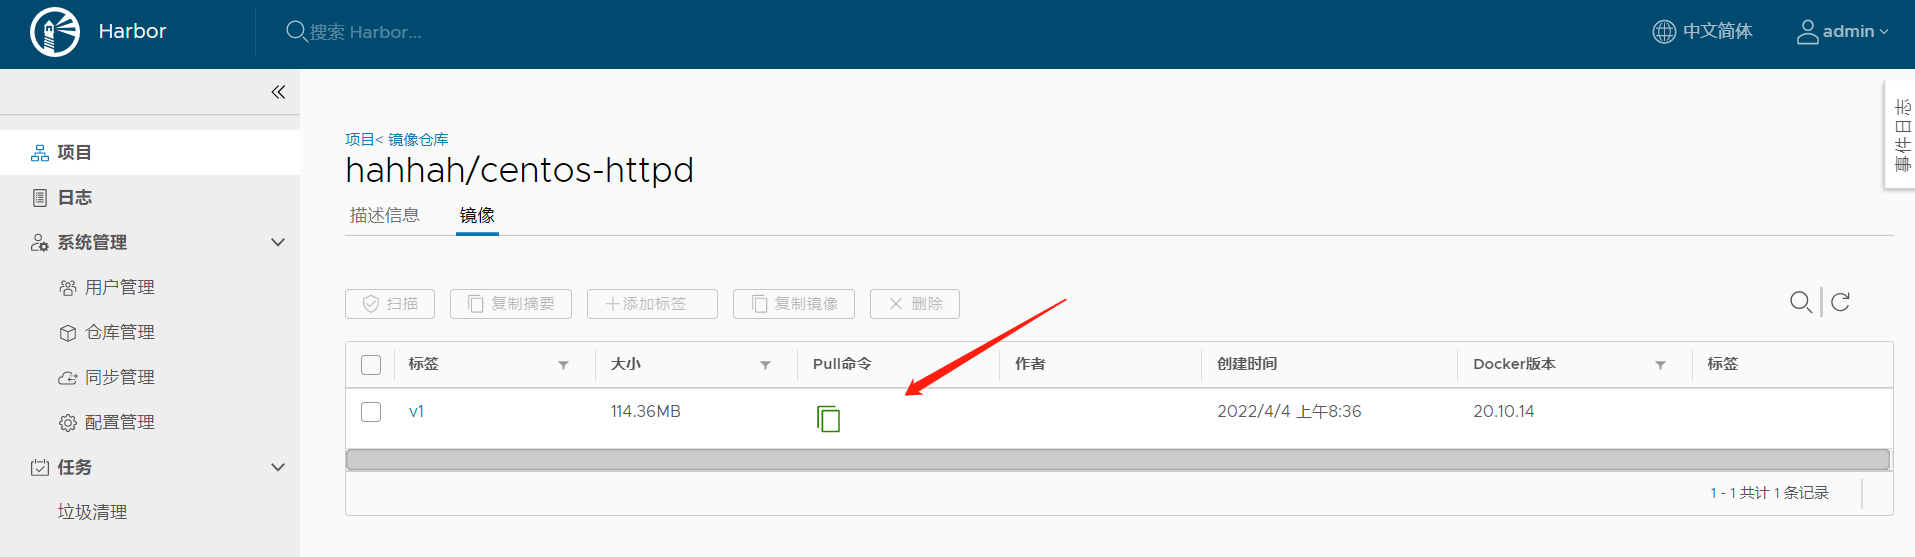 Harbor
搜索 Harbor...
中文简体
admin
事件日志
项目
日志
系统管理
用户管理
仓库管理
同步管理
配置管理
任务
垃圾清理
项目< 镜像仓库
hahhah/centos-httpd
描述信息 镜像
扫描 复制摘要 +添加标签 复制镜像 × 删除
标签 大小 Pull命令 作者 创建时间 Docker版本 标签
v1 114.36MB 2022/4/4 上午8:36 20.10.14
1 - 1 共计 1 条记录